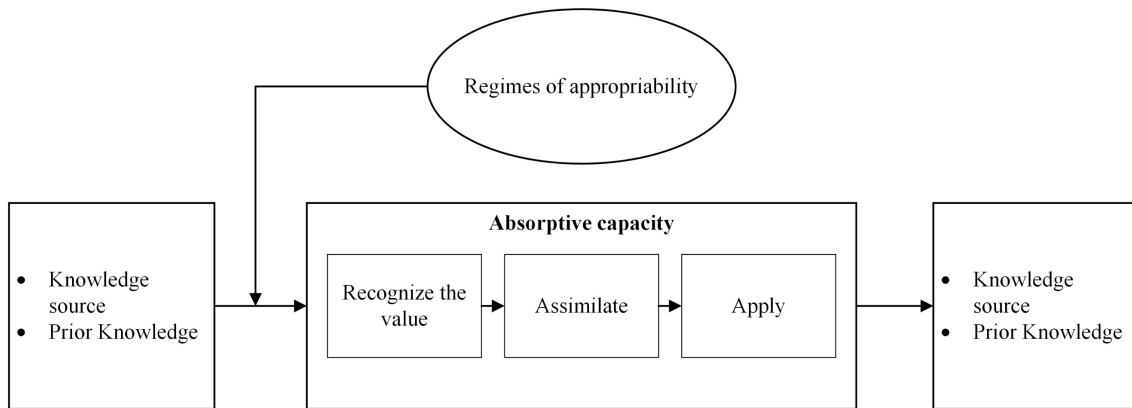 Regimes of appropriability
Absorptive capacity
• Knowledge
source
• Prior Knowledge
Recognize the
value
Assimilate
Apply
• Knowledge
source
• Prior Knowledge